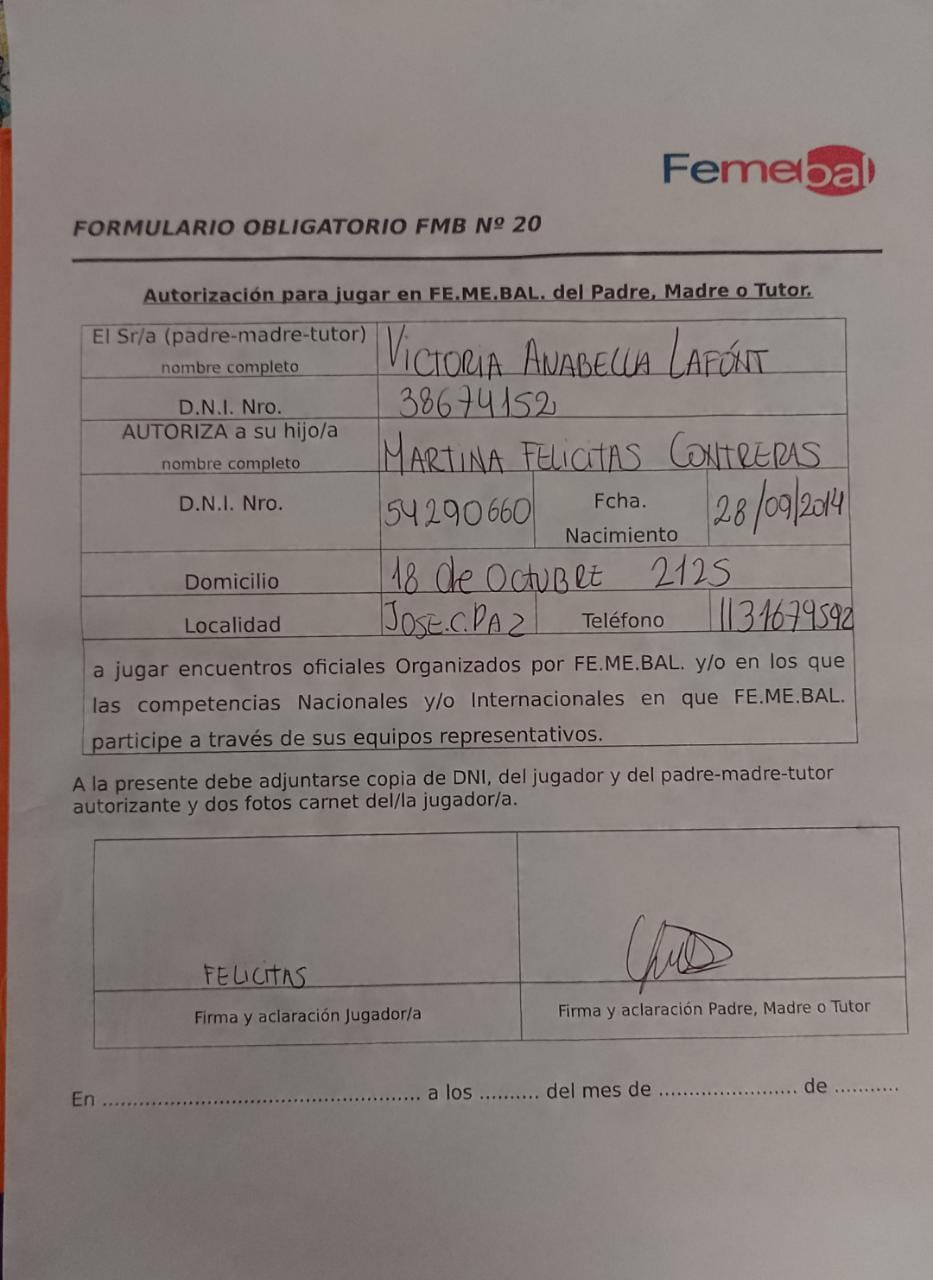 Femebal
FORMULARIO OBLIGATORIO FMB Nº 20
Autorización para jugar en FE.ME.BAL. del Padre, Madre o Tutor.
El Sr/a (padre-madre-tutor)
nombre completo
VICTORIA ANABELLA LAFÓNT
D.N.I. Nro.
38674152
AUTORIZA a su hijo/a
nombre completo
MARTINA FELICITAS CONTRERAS
D.N.I. Nro.
54290660
Fcha.
Nacimiento
28/09/2014
Domicilio
18 de OctuBRE 2125
Localidad
JOSE.C.PAZ
Teléfono
1131679592
a jugar encuentros oficiales Organizados por FE.ME.BAL. y/o en los que
las competencias Nacionales y/o Internacionales en que FE.ME.BAL.
participe a través de sus equipos representativos.
A la presente debe adjuntarse copia de DNI, del jugador y del padre-madre-tutor
autorizante y dos fotos carnet del/la jugador/a.
FELICITAS
Firma y aclaración Jugador/a
Firma y aclaración Padre, Madre o Tutor
En ..................................................... a los .......... del mes de ....................... de ...........